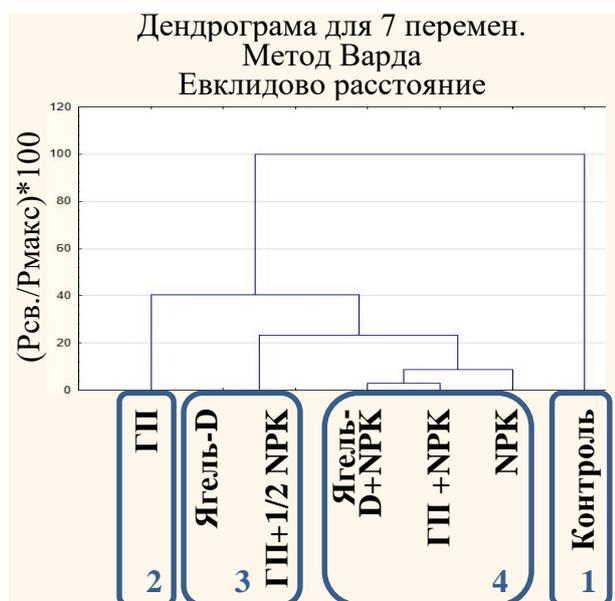 Дендрограма для 7 перемен.
Метод Варда
Евклидово расстояние
(Рсв./Рмакс)*100
120
100
80
60
40
20
0
ГП
Ягель-D
ГП+1/2 NPK
Ягель-
D+NPK
ГП +NPK
NPK
Контроль
2
3
4
1